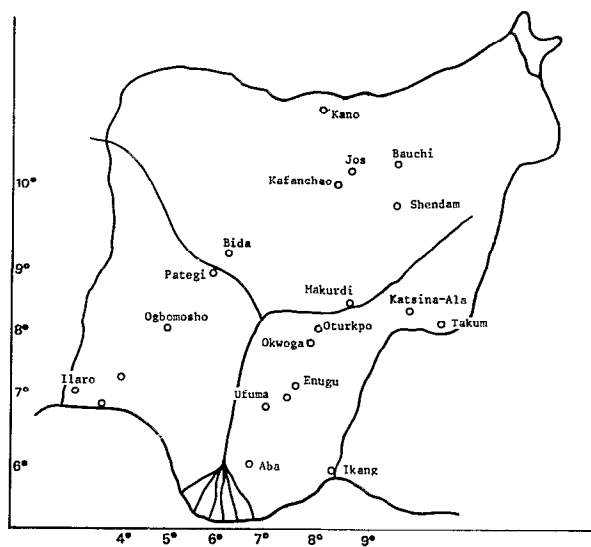 Kano
Jos
Bauchi
Kafanchao
10°
Shendam
Bida
9°
Pategi
Makurdi
Katsina-Ala
Ogbomosho
8°
Oturkpo
Takum
Okwoga
Ilaro
Enugu
7°
Ufuma
6°
Aba
Ikang
4° 5° 6° 7° 8° 9°